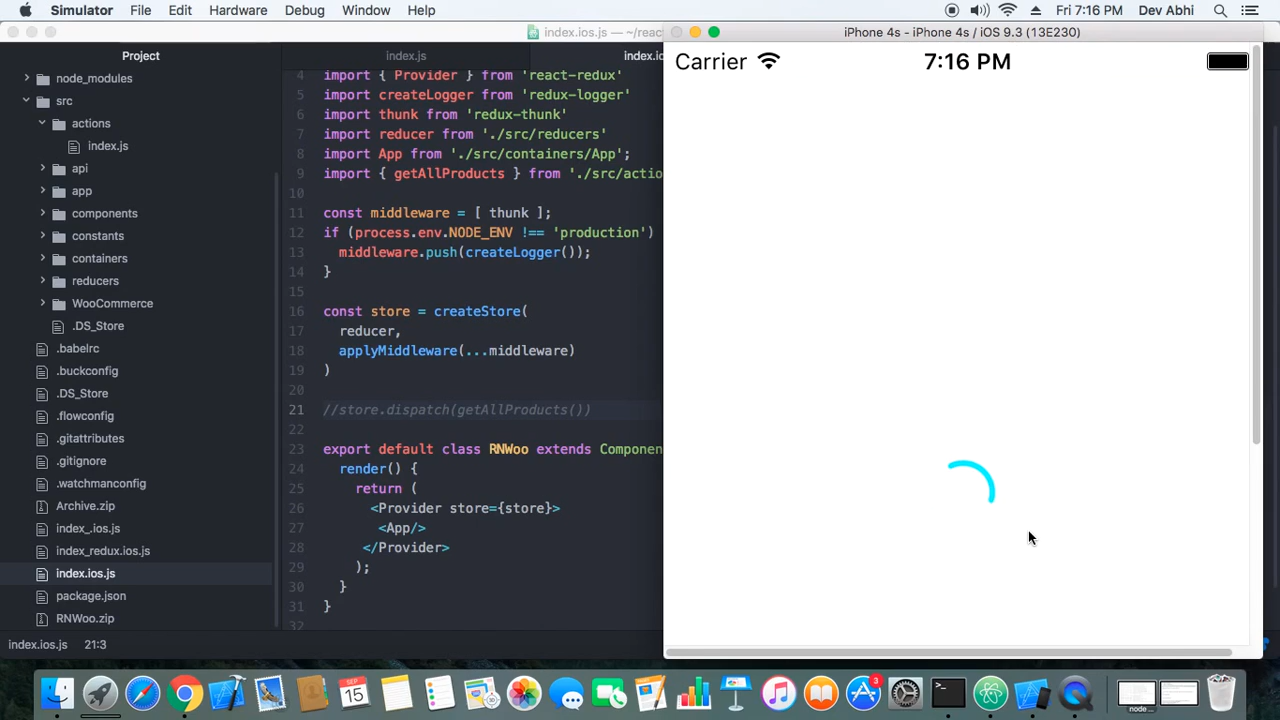 Simulator File Edit Hardware Debug Window Help
Fri 7:16 PM Dev Abhi
index.ios.js — ~/reac
iPhone 4s - iPhone 4s / iOS 9.3 (13E230)
Project
node_modules
src
actions
index.js
api
app
components
constants
containers
reducers
WooCommerce
.DS_Store
.babelrc
.buckconfig
.DS_Store
.flowconfig
.gitattributes
.gitignore
.watchmanconfig
Archive.zip
index_.ios.js
index_redux.ios.js
index.ios.js
package.json
RNWoo.zip
index.ios.js 21:3
index.js
index.ios
4 import { Provider } from 'react-redux'
5 import createLogger from 'redux-logger'
6 import thunk from 'redux-thunk'
7 import reducer from './src/reducers'
8 import App from './src/containers/App';
9 import { getAllProducts } from './src/actio
10
11 const middleware = [ thunk ];
12 if (process.env.NODE_ENV !== 'production')
13 middleware.push(createLogger());
14 }
15
16 const store = createStore(
17 reducer,
18 applyMiddleware(...middleware)
19 )
20
21 //store.dispatch(getAllProducts())
22
23 export default class RNWoo extends Componen
24 render() {
25 return (
26 <Provider store={store}>
27 <App/>
28 </Provider>
29 );
30 }
31 }
32
Carrier 7:16 PM
SEP
15
3